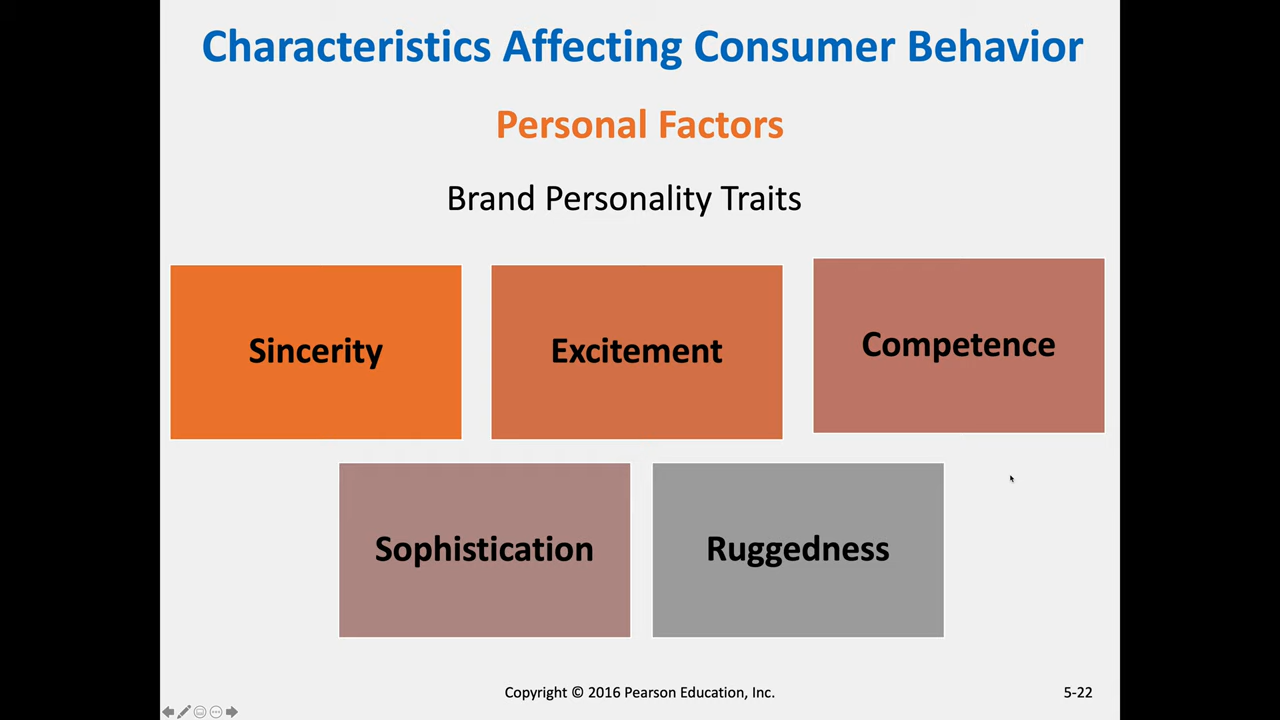 Characteristics Affecting Consumer Behavior
Personal Factors
Brand Personality Traits
Sincerity
Excitement
Competence
Sophistication
Ruggedness
Copyright © 2016 Pearson Education, Inc.
5-22